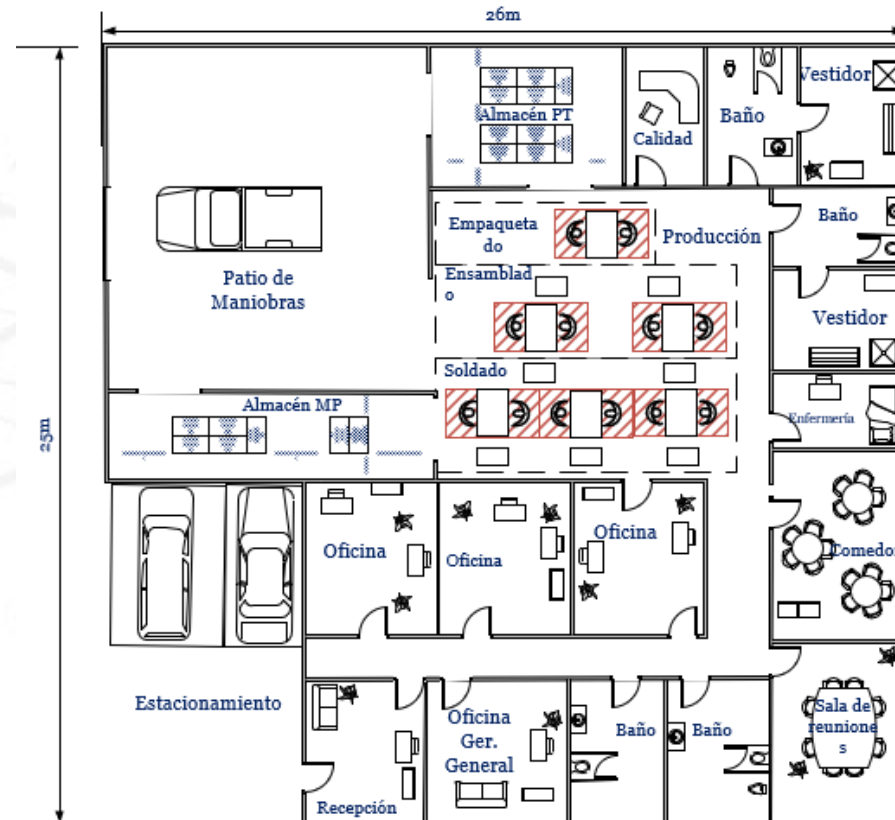 26m
25m
Almacén PT
Calidad
Baño
Vestidor
Empaqueta
do
Producción
Baño
Ensamblad
o
Patio de
Maniobras
Vestidor
Soldado
Almacén MP
Enfermería
Oficina
Oficina
Oficina
Comedo
Estacionamiento
Oficina
Ger.
General
Baño
Baño
Sala de
reunione
s
Recepción